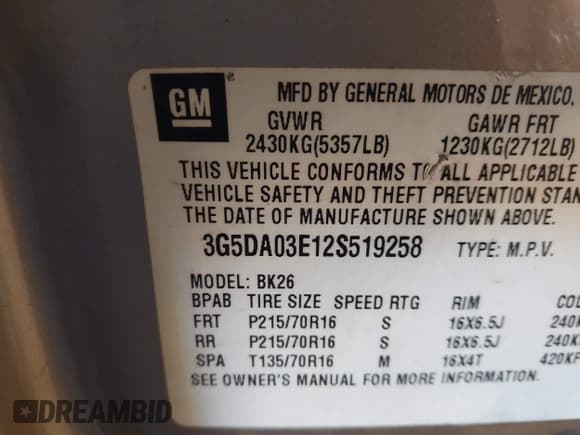 GM
MFD BY GENERAL MOTORS DE MEXICO,
GVWR GAWR FRT
2430KG(5357LB) 1230KG(2712LB)
THIS VEHICLE CONFORMS TO ALL APPLICABLE
VEHICLE SAFETY AND THEFT PREVENTION STAN
THE DATE OF MANUFACTURE SHOWN ABOVE.
3G5DA03E12S519258 TYPE: M.P.V.
MODEL: BK26
BPAB TIRE SIZE SPEED RTG RIM COL
FRT P215/70R16 S 16X6.5J 240K
RR P215/70R16 S 16X6.5J 240K
SPA T135/70R16 M 16X4T 420KP
SEE OWNER'S MANUAL FOR MORE INFORMATION.
DREAMBID